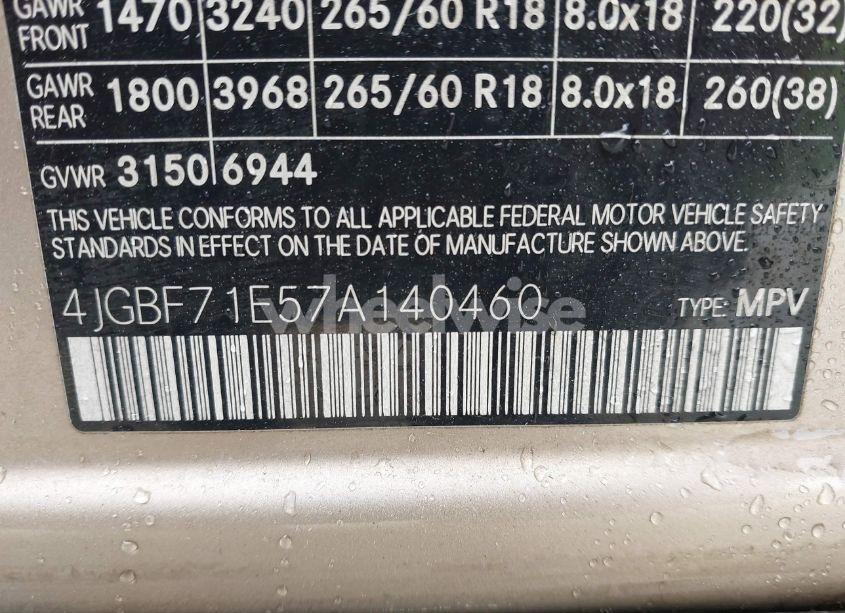 GAWR FRONT 1470 3240 265/60 R18 8.0x18 220(32)
GAWR REAR 1800 3968 265/60 R18 8.0x18 260(38)
GVWR 3150 6944
THIS VEHICLE CONFORMS TO ALL APPLICABLE FEDERAL MOTOR VEHICLE SAFETY
STANDARDS IN EFFECT ON THE DATE OF MANUFACTURE SHOWN ABOVE.
4JGBF71E57A140460 TYPE: MPV
wheelwise